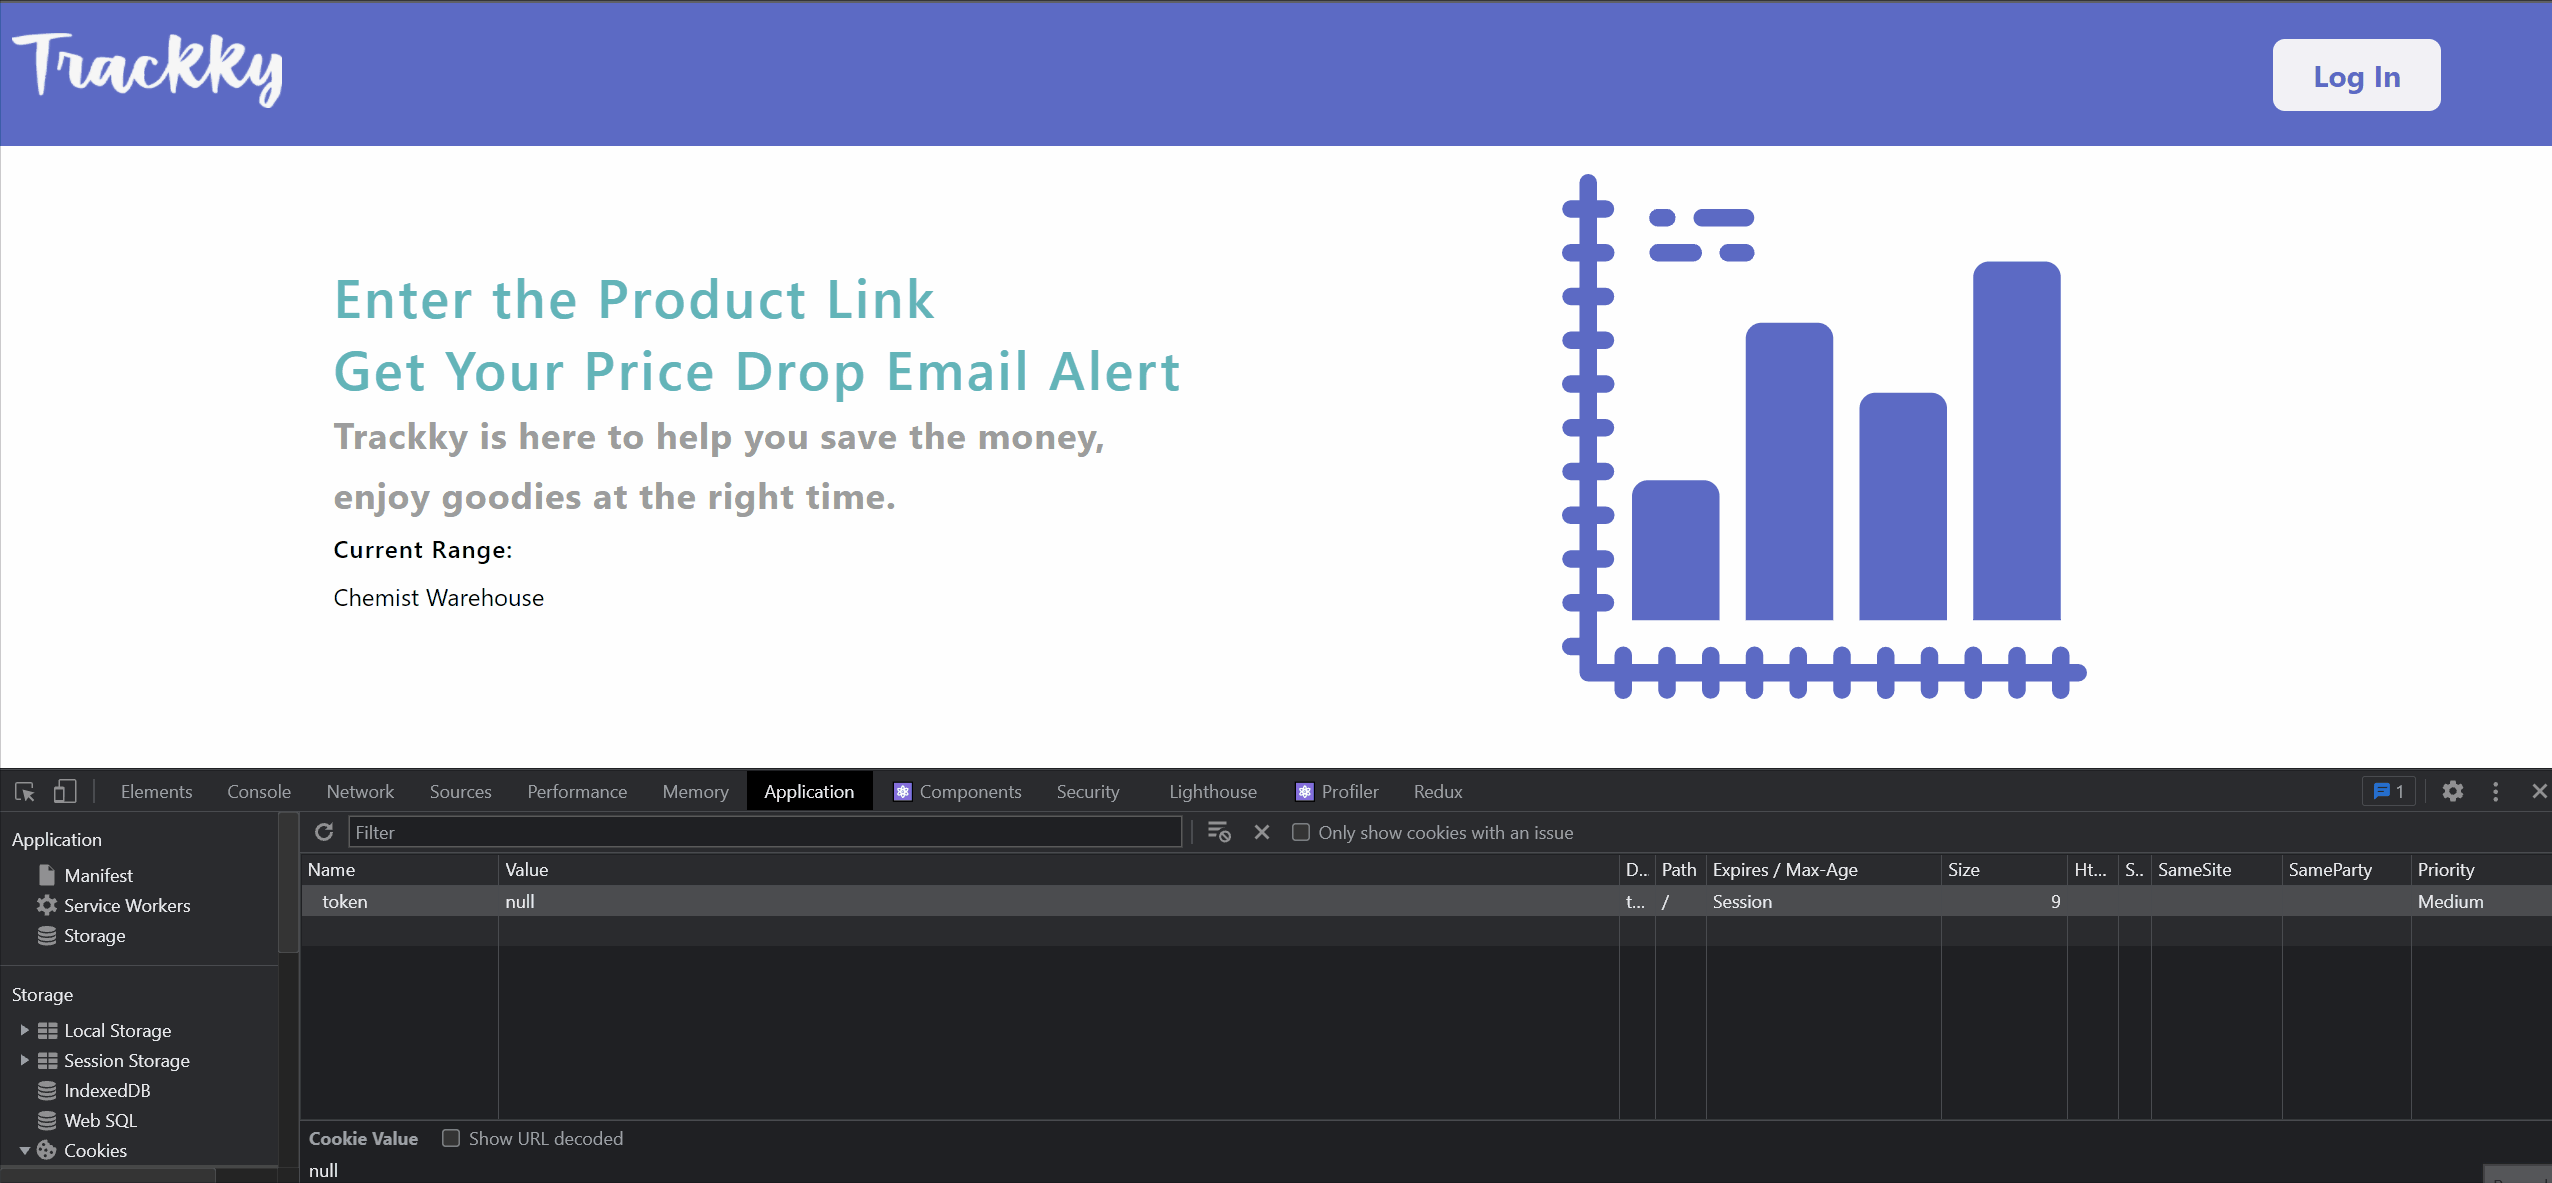 Trackky
Log In
Enter the Product Link
Get Your Price Drop Email Alert
Trackky is here to help you save the money,
enjoy goodies at the right time.
Current Range:
Chemist Warehouse
Elements Console Network Sources Performance Memory Application Components Security Lighthouse Profiler Redux 1
Application
Manifest
Service Workers
Storage
Storage
Local Storage
Session Storage
IndexedDB
Web SQL
Cookies
Filter Only show cookies with an issue
Name Value D... Path Expires / Max-Age Size Ht... S.. SameSite SameParty Priority
token null t... / Session 9 Medium
Cookie Value Show URL decoded
null